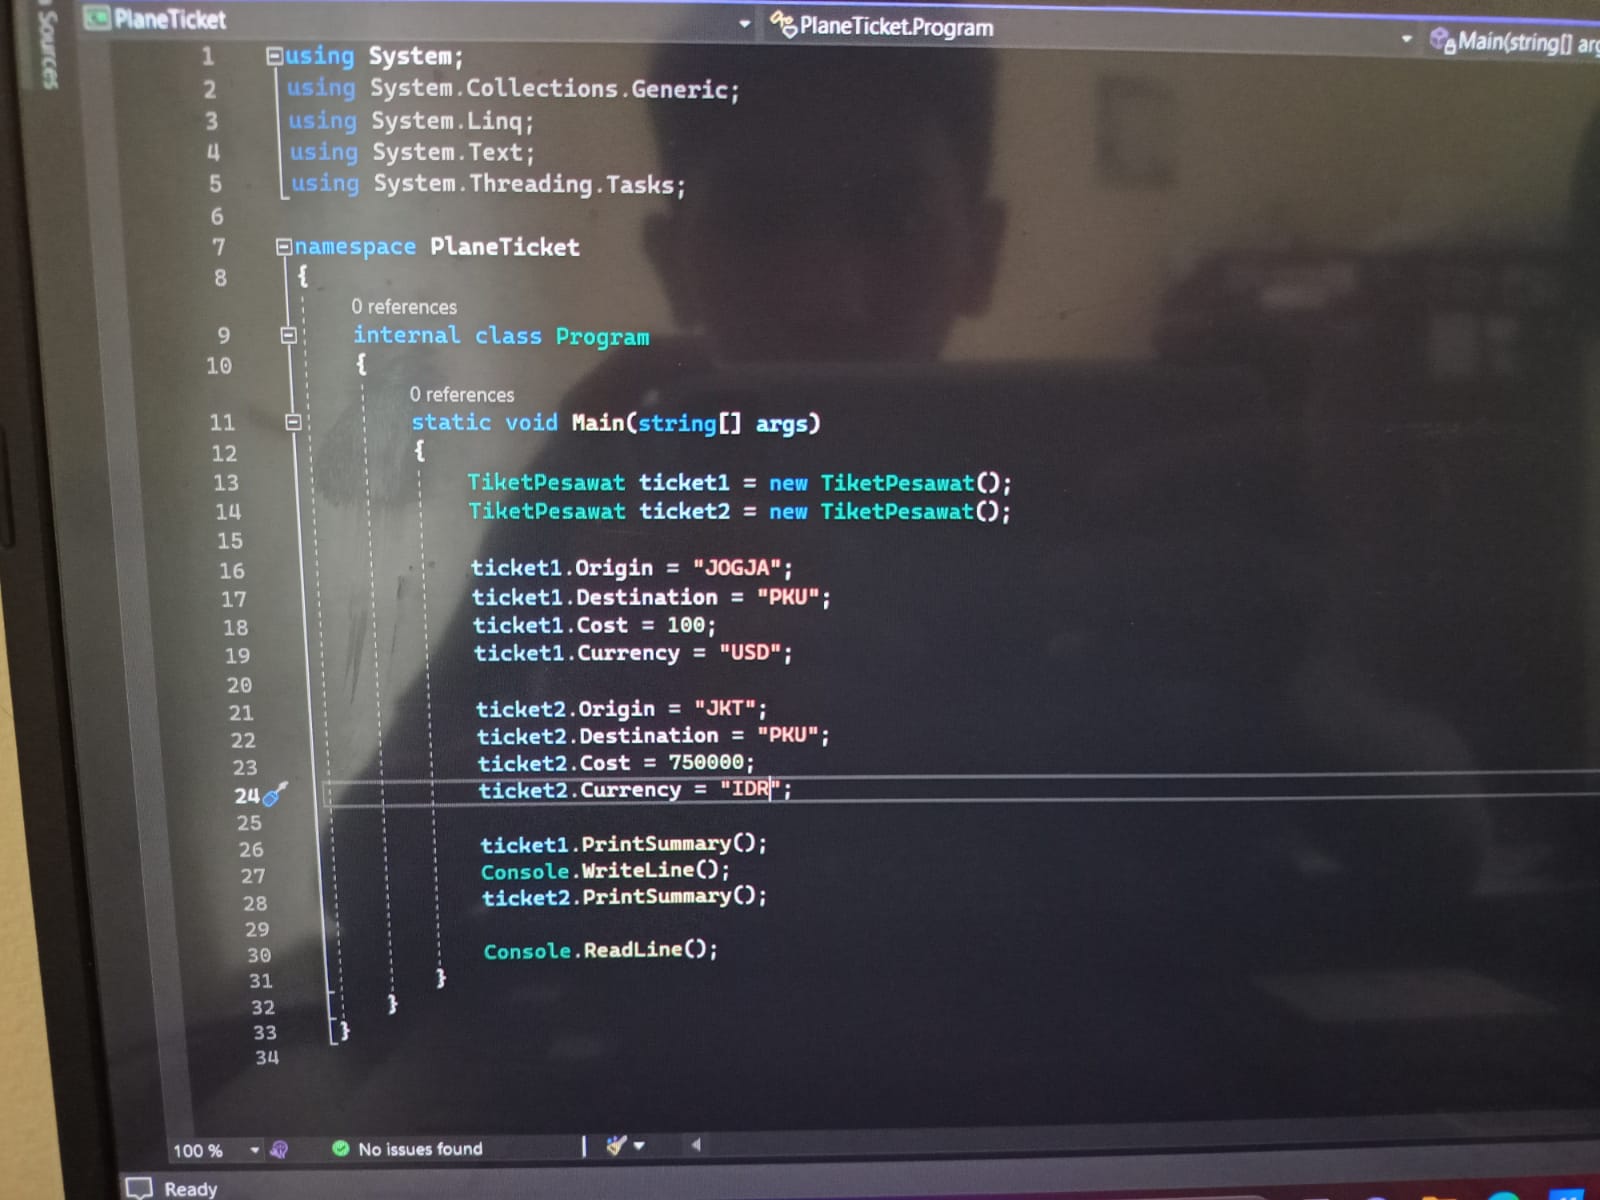 Sources
PlaneTicket
PlaneTicket.Program
Main(string[] arg
1 using System;
2 using System.Collections.Generic;
3 using System.Linq;
4 using System.Text;
5 using System.Threading.Tasks;
6
7 namespace PlaneTicket
8 {
0 references
9 internal class Program
10 {
0 references
11 static void Main(string[] args)
12 {
13 TiketPesawat ticket1 = new TiketPesawat();
14 TiketPesawat ticket2 = new TiketPesawat();
15
16 ticket1.Origin = "JOGJA";
17 ticket1.Destination = "PKU";
18 ticket1.Cost = 100;
19 ticket1.Currency = "USD";
20
21 ticket2.Origin = "JKT";
22 ticket2.Destination = "PKU";
23 ticket2.Cost = 750000;
24 ticket2.Currency = "IDR";
25
26 ticket1.PrintSummary();
27 Console.WriteLine();
28 ticket2.PrintSummary();
29
30 Console.ReadLine();
31 }
32 }
33 }
34
100 % No issues found
Ready